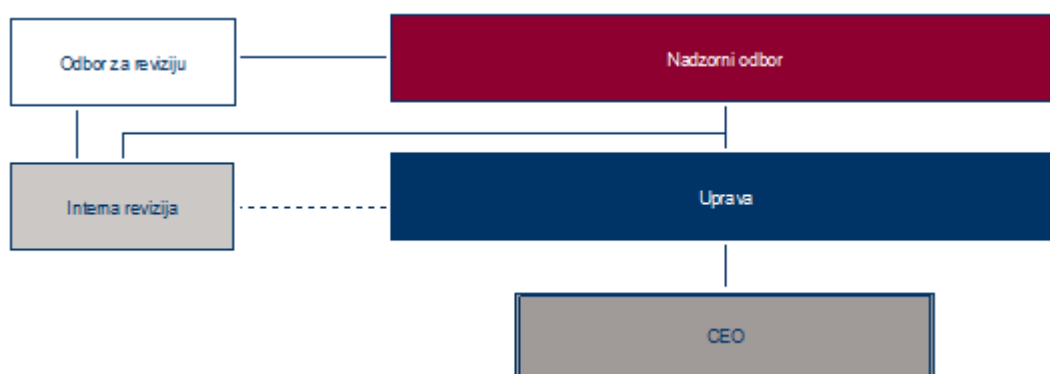 Odbor za reviziju
Nadzorni odbor
Interna revizija
Uprava
CEO